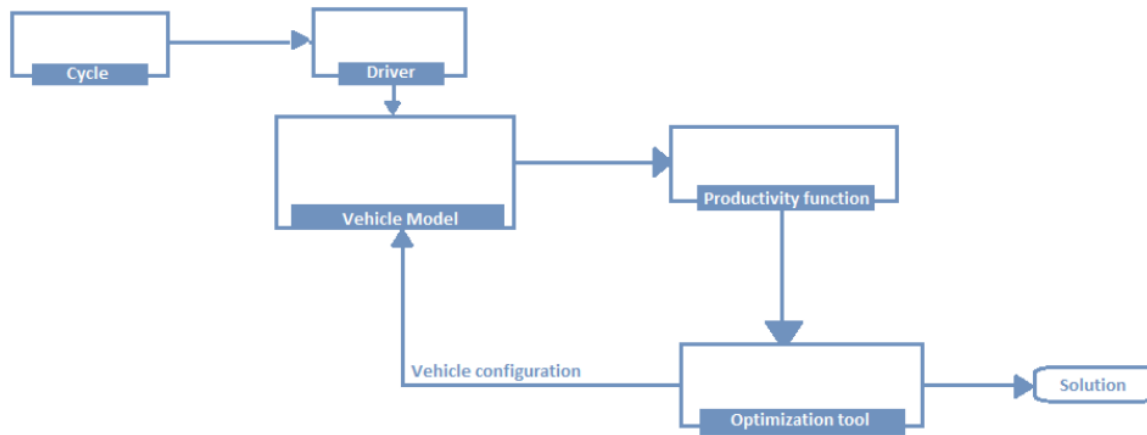 Cycle
Driver
Vehicle Model
Productivity function
Vehicle configuration
Optimization tool
Solution